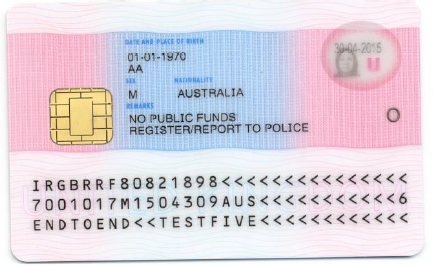 DATE AND PLACE OF BIRTH
01-01-1970
AA
SEX NATIONALITY
M AUSTRALIA
REMARKS
NO PUBLIC FUNDS
REGISTER/REPORT TO POLICE
30-04-2015
U
O
IRGBRRF80821898<<<<<<<<<<<<<<<
7001017M1504309AUS<<<<<<<<<<<6
ENDTOEND<<TESTFIVE<<<<<<<<<<<<